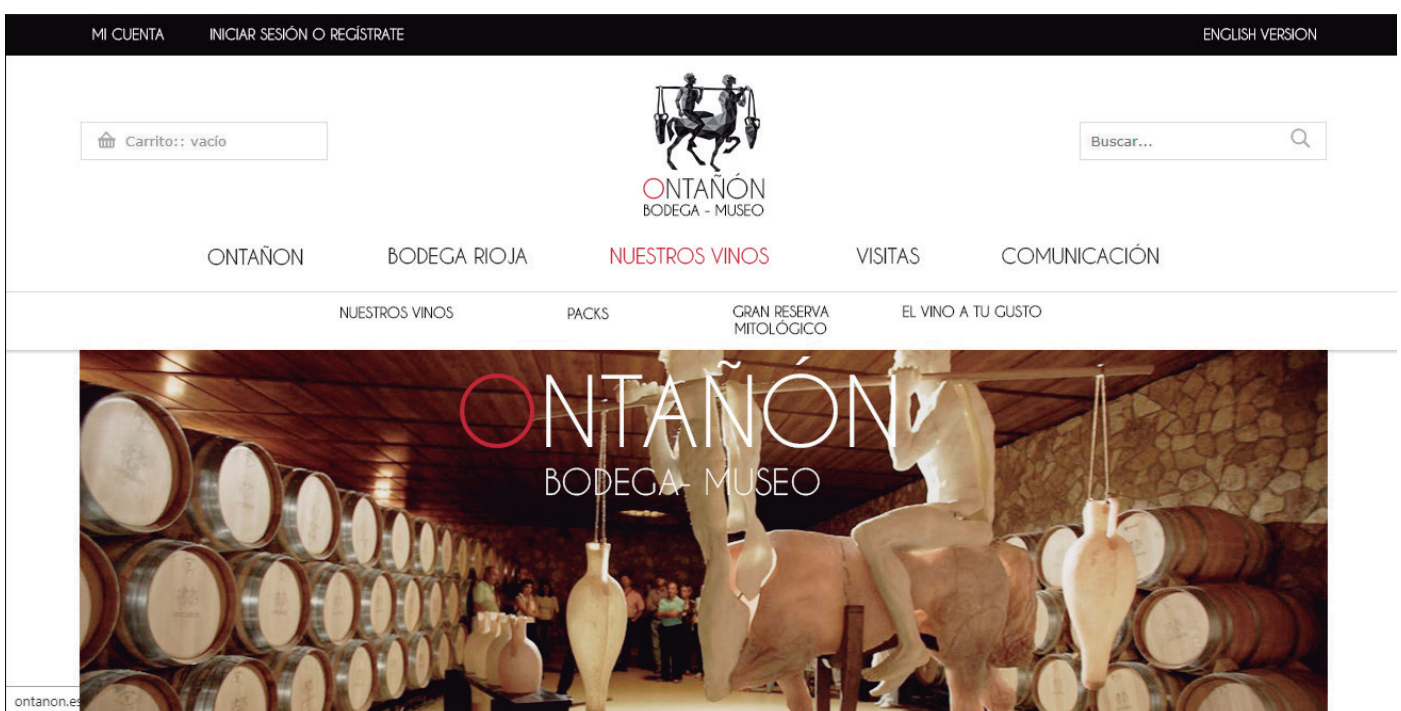 MI CUENTA INICIAR SESIÓN O REGÍSTRATE ENGLISH VERSION
Carrito:: vacío
Buscar...
ONTAÑÓN
BODEGA - MUSEO
ONTAÑON BODEGA RIOJA NUESTROS VINOS VISITAS COMUNICACIÓN
NUESTROS VINOS PACKS GRAN RESERVA MITOLÓGICO EL VINO A TU GUSTO
ONTAÑÓN
BODEGA- MUSEO
ontanon.es